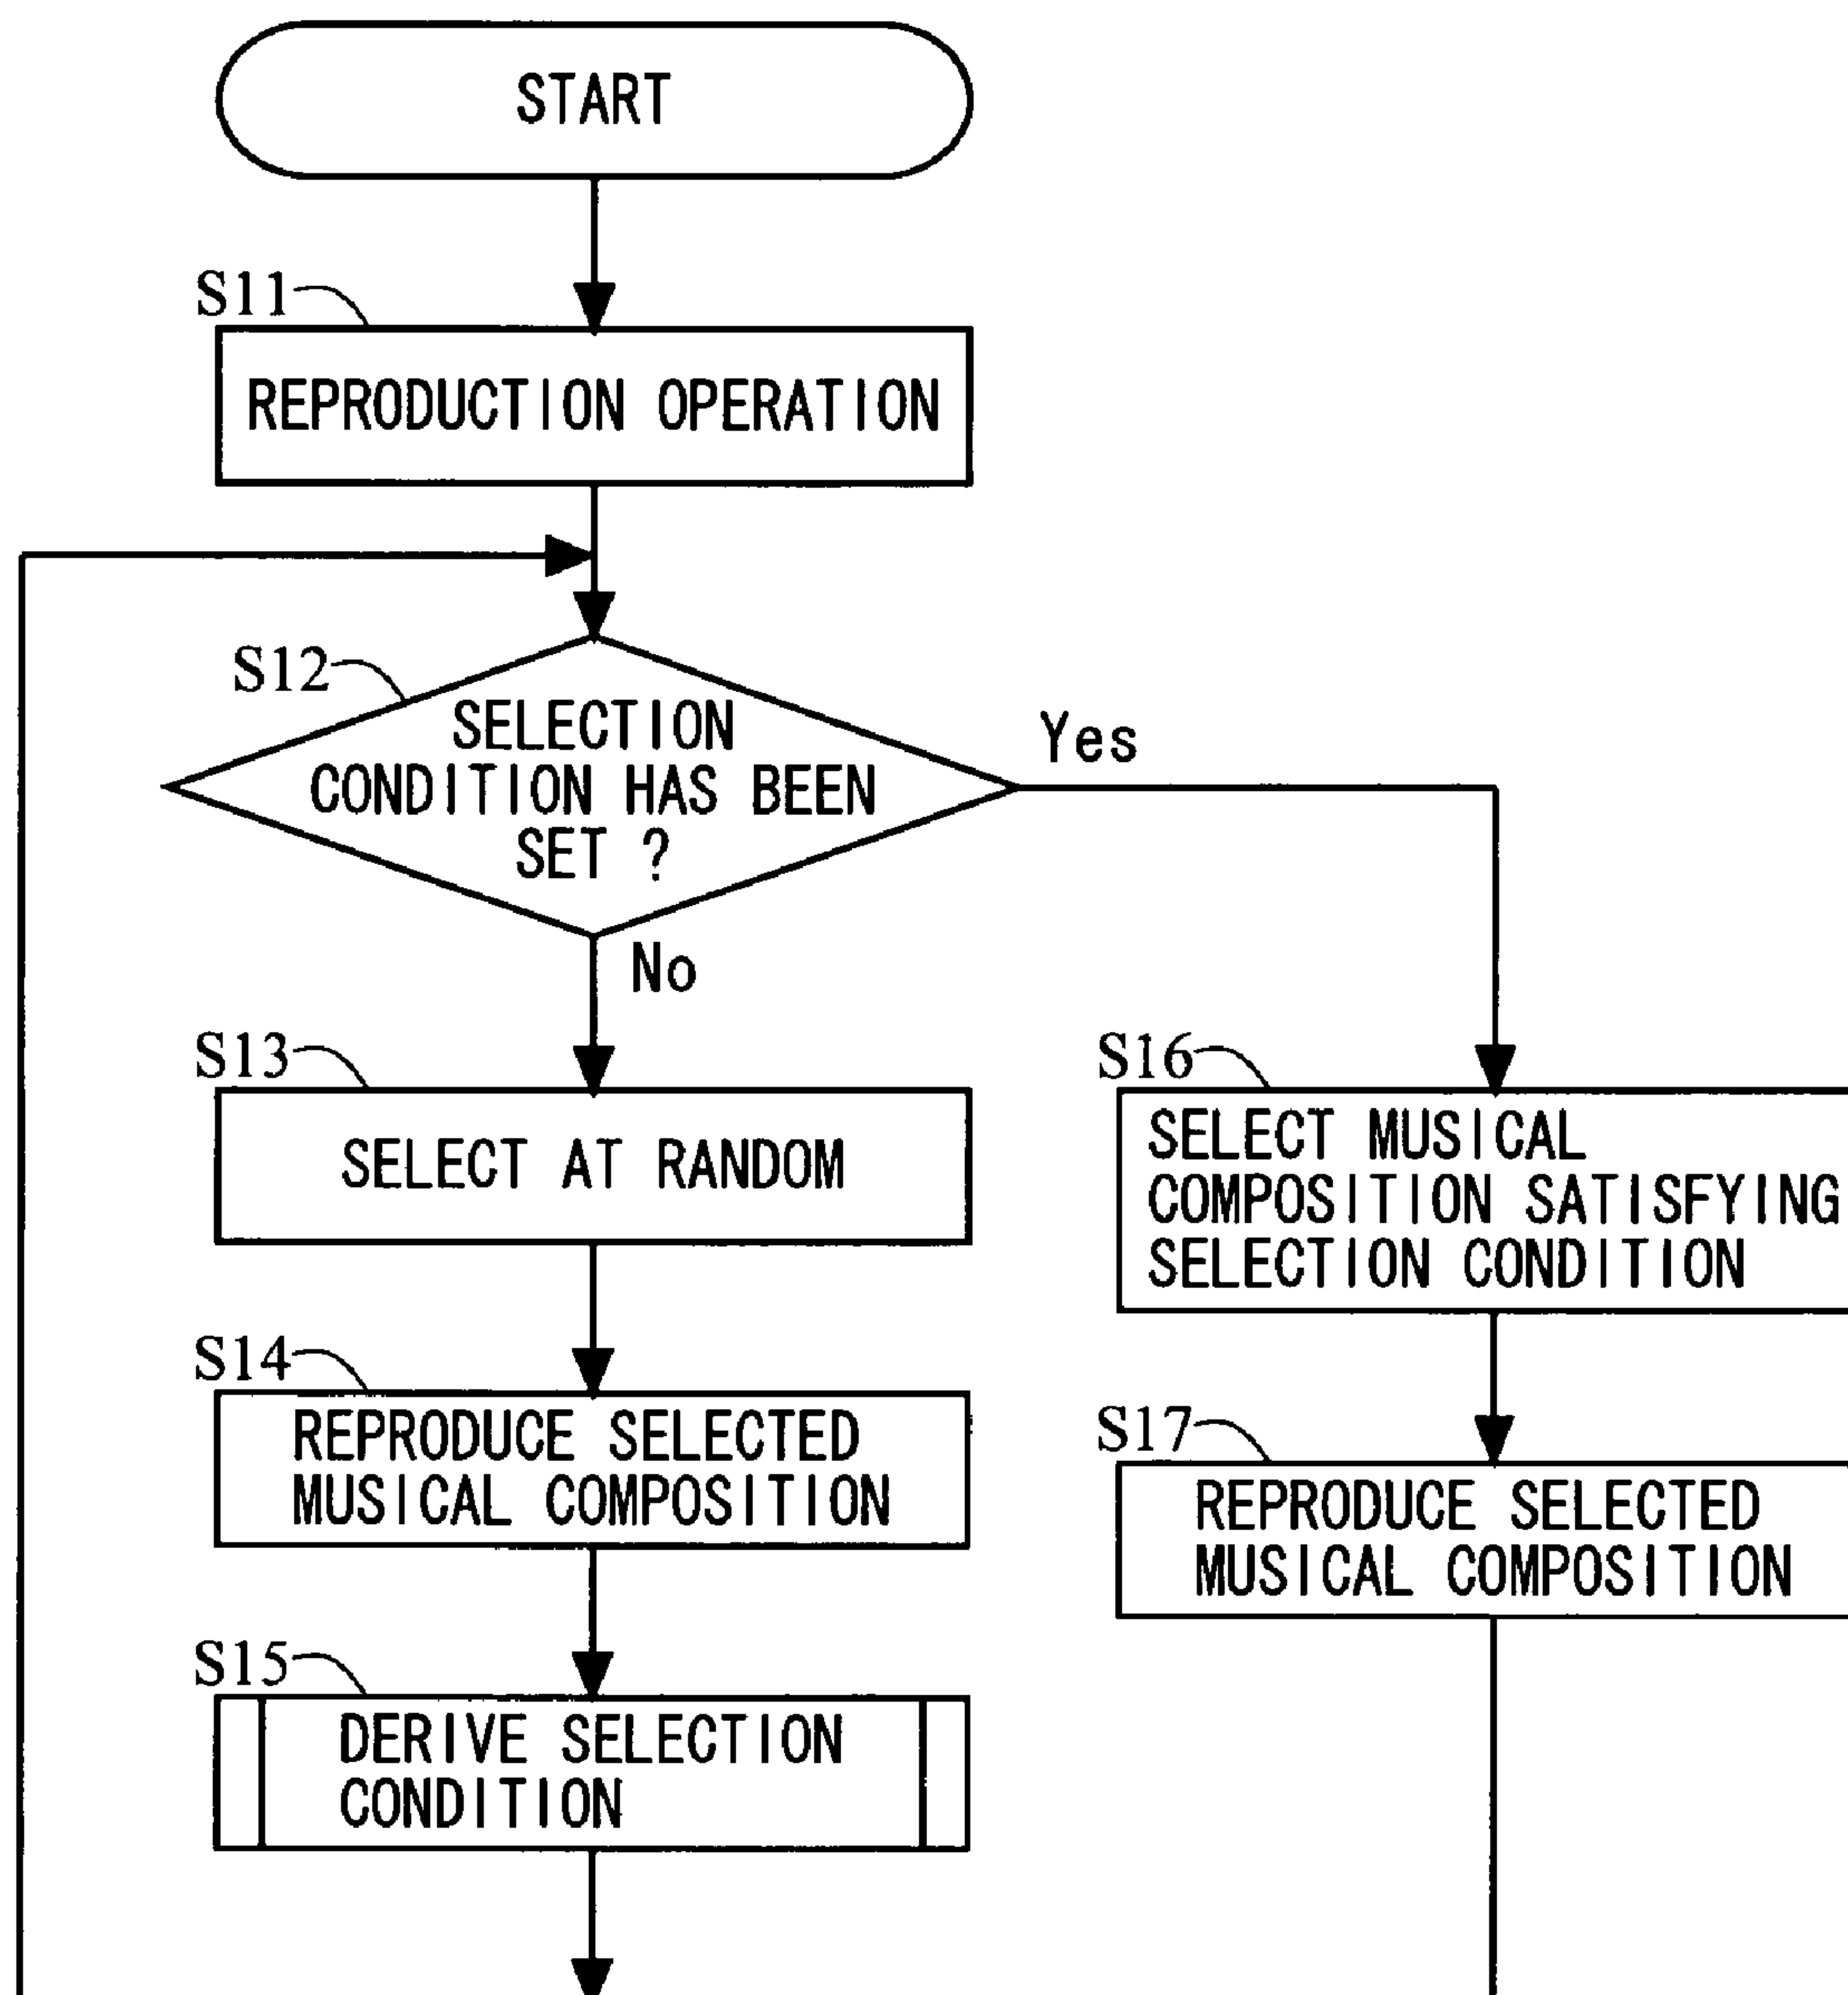 START
S11
REPRODUCTION OPERATION
S12
SELECTION
CONDITION HAS BEEN
SET ?
Yes
No
S13
SELECT AT RANDOM
S16
SELECT MUSICAL
COMPOSITION SATISFYING
SELECTION CONDITION
S14
REPRODUCE SELECTED
MUSICAL COMPOSITION
S17
REPRODUCE SELECTED
MUSICAL COMPOSITION
S15
DERIVE SELECTION
CONDITION